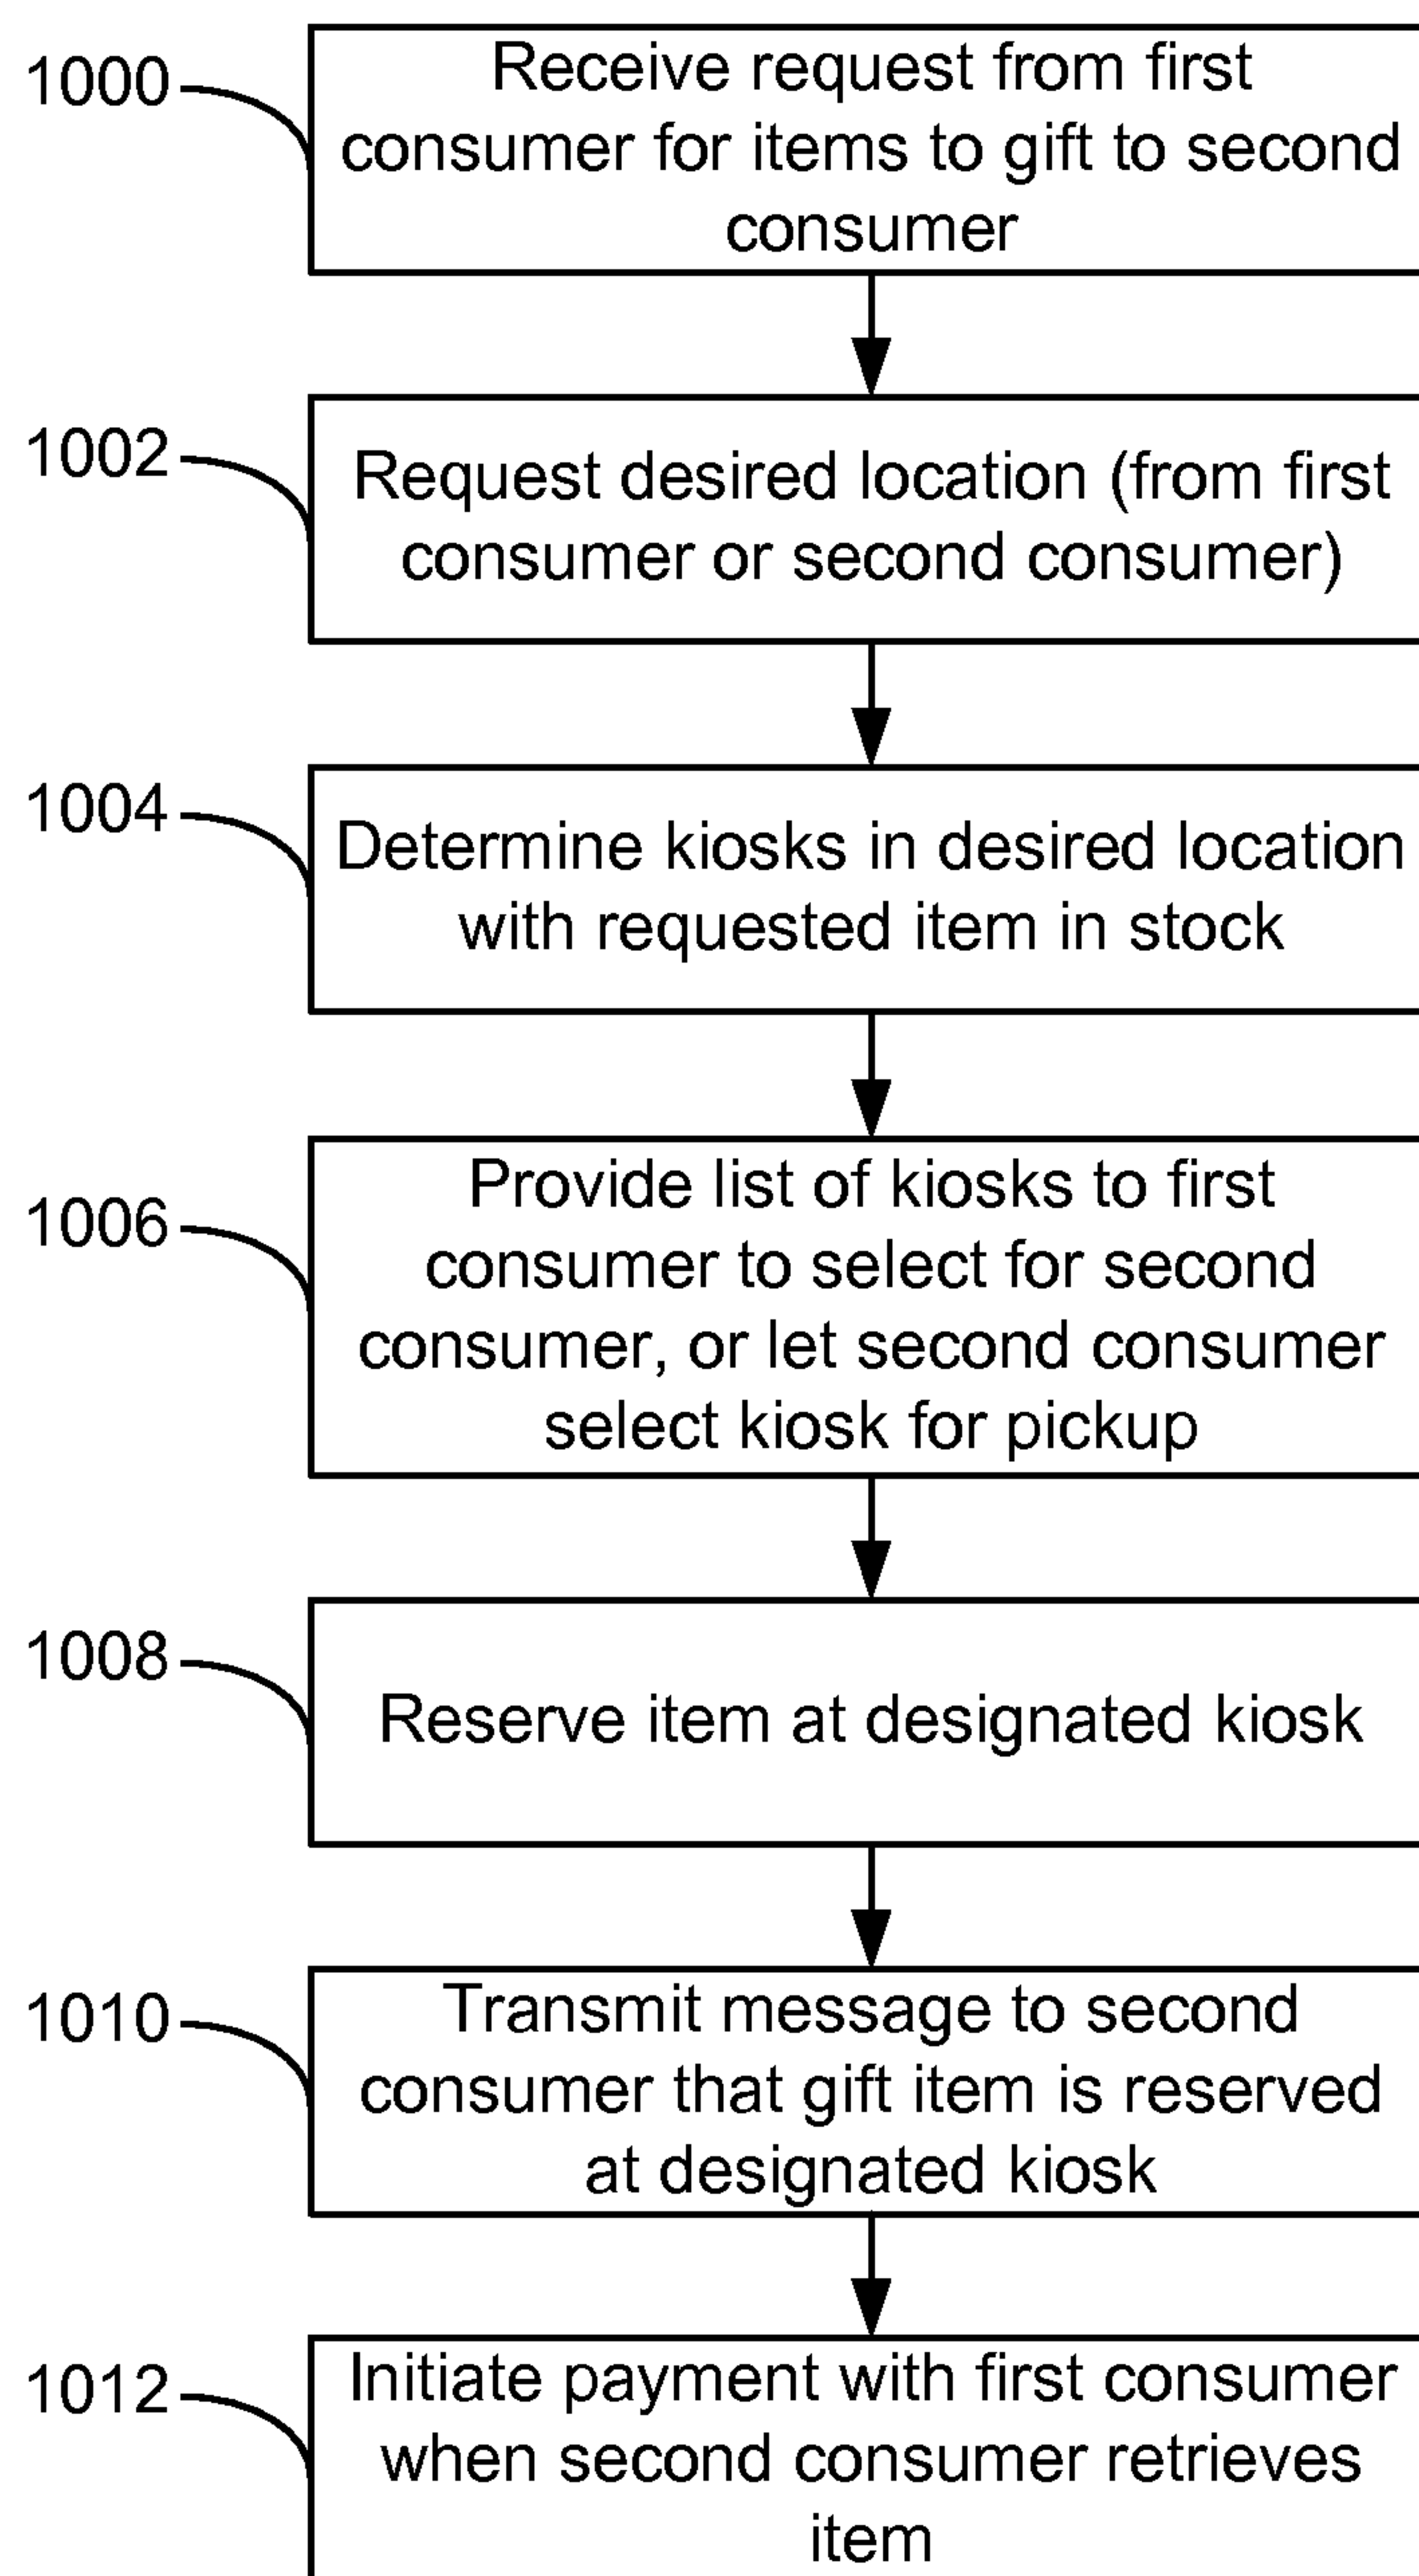 1000
Receive request from first
consumer for items to gift to second
consumer
1002
Request desired location (from first
consumer or second consumer)
1004
Determine kiosks in desired location
with requested item in stock
1006
Provide list of kiosks to first
consumer to select for second
consumer, or let second consumer
select kiosk for pickup
1008
Reserve item at designated kiosk
1010
Transmit message to second
consumer that gift item is reserved
at designated kiosk
1012
Initiate payment with first consumer
when second consumer retrieves
item